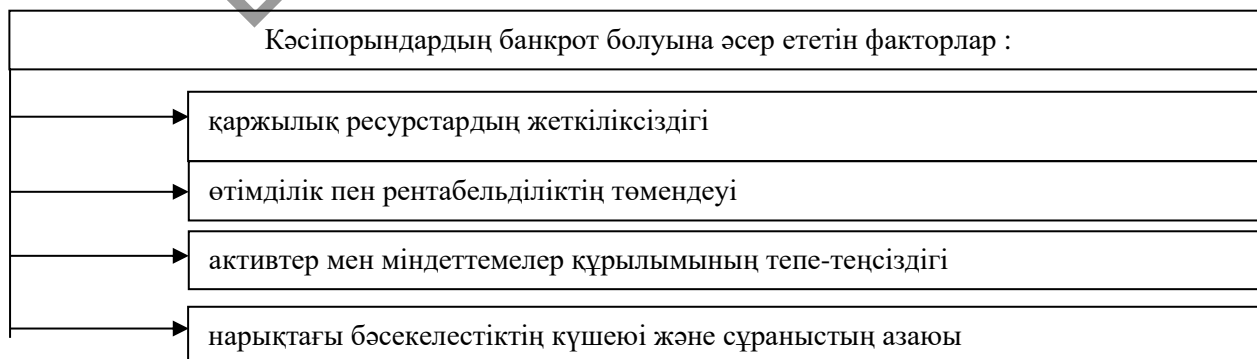 Кәсіпорындардың банкрот болуына әсер ететін факторлар :
қаржылық ресурстардың жеткіліксіздігі
өтімділік пен рентабельділіктің төмендеуі
активтер мен міндеттемелер құрылымының тепе-теңсіздігі
нарықтағы бәсекелестіктің күшеюі және сұраныстың азаюы